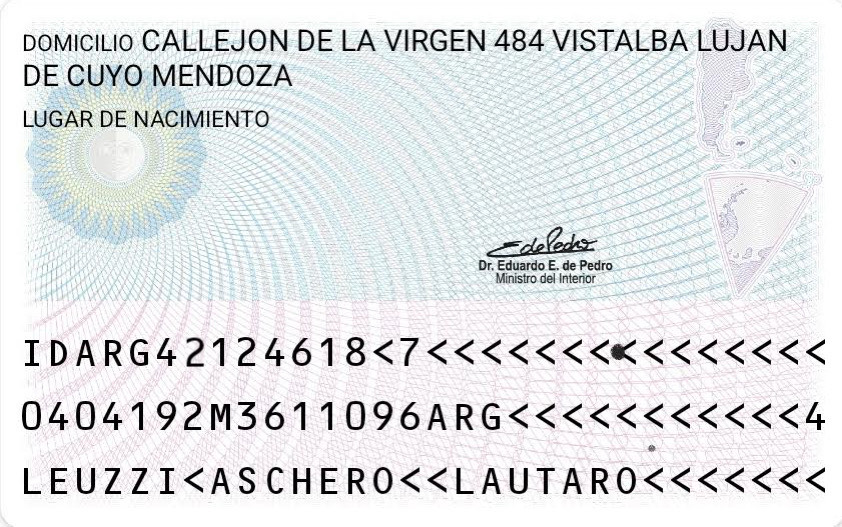 DOMICILIO CALLEJON DE LA VIRGEN 484 VISTALBA LUJAN
DE CUYO MENDOZA
LUGAR DE NACIMIENTO
EdePedro
Dr. Eduardo E. de Pedro
Ministro del Interior
IDARG42124618<7<<<<<<<<<<<<<<<
0404192M3611096ARG<<<<<<<<<<<4
LEUZZI<ASCHERO<<LAUTARO<<<<<<<